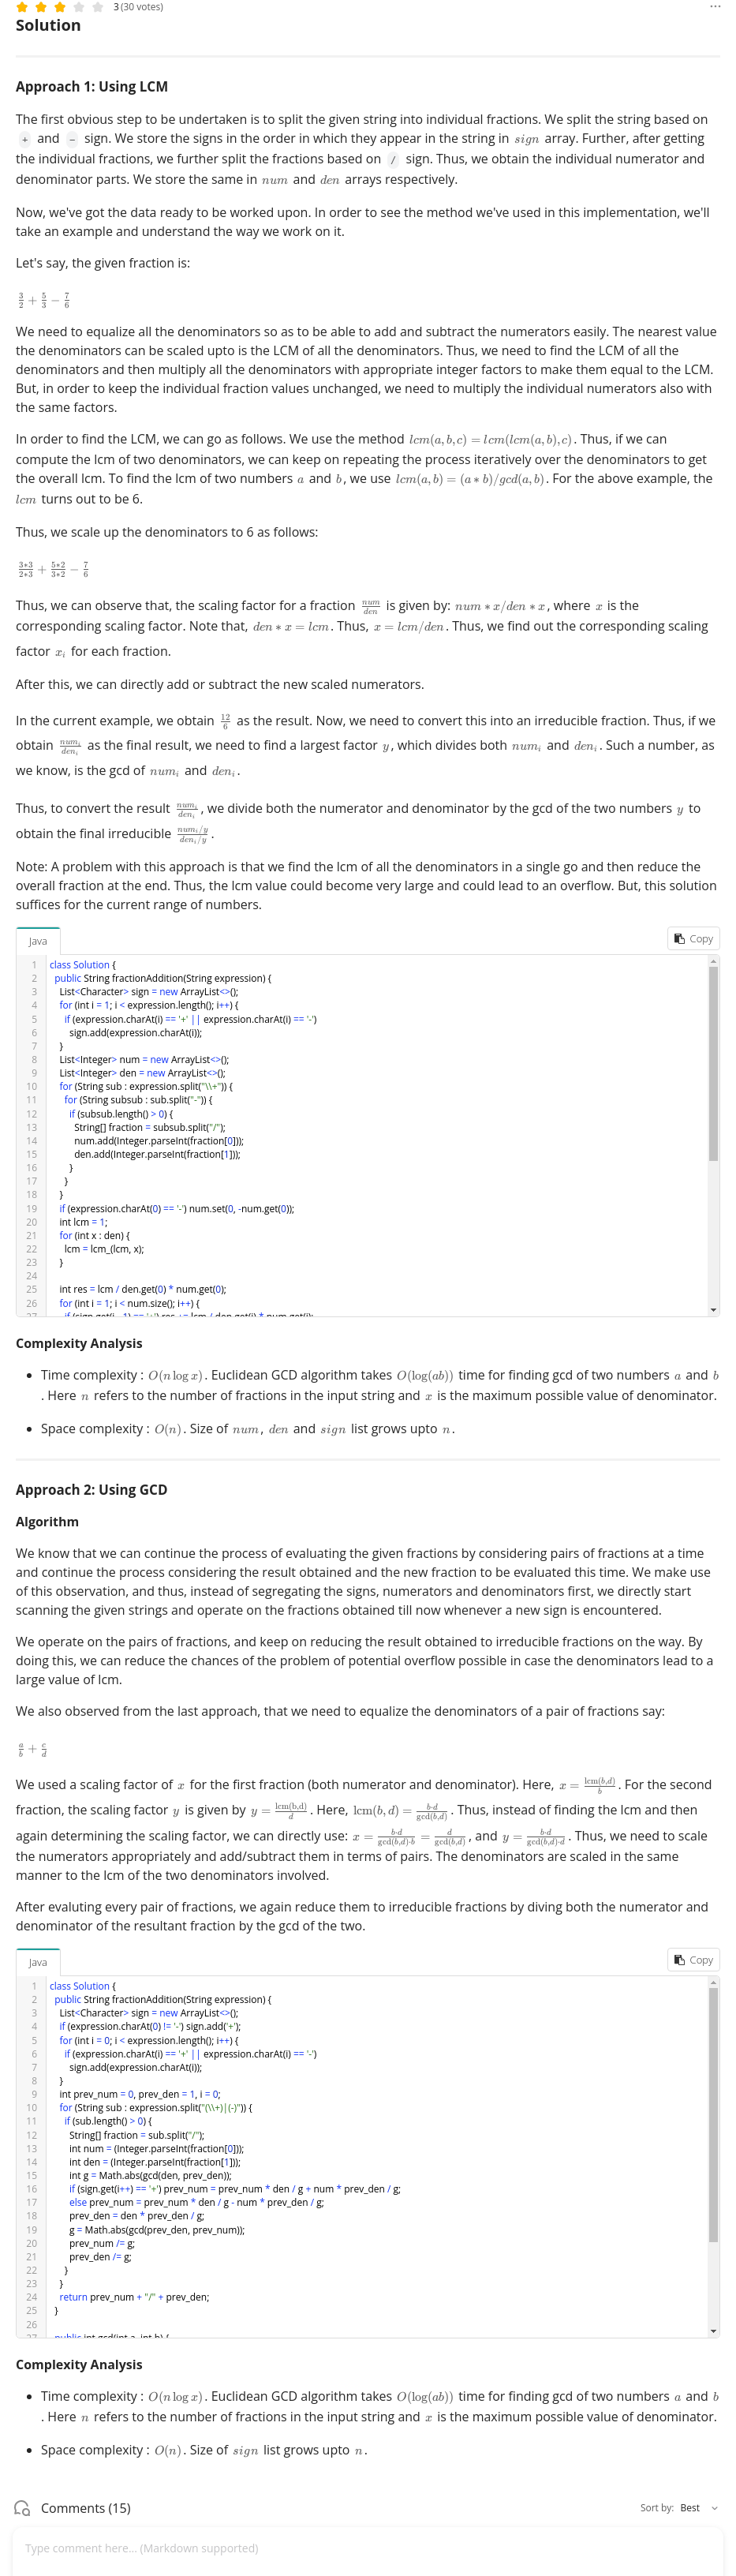 3 (30 votes)
Solution
Approach 1: Using LCM
The first obvious step to be undertaken is to split the given string into individual fractions. We split the string based on
+ and − sign. We store the signs in the order in which they appear in the string in sign array. Further, after getting
the individual fractions, we further split the fractions based on / sign. Thus, we obtain the individual numerator and
denominator parts. We store the same in num and den arrays respectively.
Now, we've got the data ready to be worked upon. In order to see the method we've used in this implementation, we'll
take an example and understand the way we work on it.
Let's say, the given fraction is:
3/2 + 5/3 − 7/6
We need to equalize all the denominators so as to be able to add and subtract the numerators easily. The nearest value
the denominators can be scaled upto is the LCM of all the denominators. Thus, we need to find the LCM of all the
denominators and then multiply all the denominators with appropriate integer factors to make them equal to the LCM.
But, in order to keep the individual fraction values unchanged, we need to multiply the individual numerators also with
the same factors.
In order to find the LCM, we can go as follows. We use the method lcm(a, b, c) = lcm(lcm(a, b), c). Thus, if we can
compute the lcm of two denominators, we can keep on repeating the process iteratively over the denominators to get
the overall lcm. To find the lcm of two numbers a and b, we use lcm(a, b) = (a ∗ b)/gcd(a, b). For the above example, the
lcm turns out to be 6.
Thus, we scale up the denominators to 6 as follows:
3∗3/2∗3 + 5∗2/3∗2 − 7/6
Thus, we can observe that, the scaling factor for a fraction num/den is given by: num ∗ x/den ∗ x, where x is the
corresponding scaling factor. Note that, den ∗ x = lcm. Thus, x = lcm/den. Thus, we find out the corresponding scaling
factor xᵢ for each fraction.
After this, we can directly add or subtract the new scaled numerators.
In the current example, we obtain 12/6 as the result. Now, we need to convert this into an irreducible fraction. Thus, if we
obtain numᵢ/denᵢ as the final result, we need to find a largest factor y, which divides both numᵢ and denᵢ. Such a number, as
we know, is the gcd of numᵢ and denᵢ.
Thus, to convert the result numᵢ/denᵢ, we divide both the numerator and denominator by the gcd of the two numbers y to
obtain the final irreducible (numᵢ/y)/(denᵢ/y).
Note: A problem with this approach is that we find the lcm of all the denominators in a single go and then reduce the
overall fraction at the end. Thus, the lcm value could become very large and could lead to an overflow. But, this solution
suffices for the current range of numbers.
Java
Copy
1 class Solution {
2 public String fractionAddition(String expression) {
3 List<Character> sign = new ArrayList<>();
4 for (int i = 1; i < expression.length(); i++) {
5 if (expression.charAt(i) == '+' || expression.charAt(i) == '-')
6 sign.add(expression.charAt(i));
7 }
8 List<Integer> num = new ArrayList<>();
9 List<Integer> den = new ArrayList<>();
10 for (String sub : expression.split("\\+")) {
11 for (String subsub : sub.split("-")) {
12 if (subsub.length() > 0) {
13 String[] fraction = subsub.split("/");
14 num.add(Integer.parseInt(fraction[0]));
15 den.add(Integer.parseInt(fraction[1]));
16 }
17 }
18 }
19 if (expression.charAt(0) == '-') num.set(0, -num.get(0));
20 int lcm = 1;
21 for (int x : den) {
22 lcm = lcm_(lcm, x);
23 }
24
25 int res = lcm / den.get(0) * num.get(0);
26 for (int i = 1; i < num.size(); i++) {
Complexity Analysis
• Time complexity : O(n log x). Euclidean GCD algorithm takes O(log(ab)) time for finding gcd of two numbers a and b
. Here n refers to the number of fractions in the input string and x is the maximum possible value of denominator.
• Space complexity : O(n). Size of num, den and sign list grows upto n.
Approach 2: Using GCD
Algorithm
We know that we can continue the process of evaluating the given fractions by considering pairs of fractions at a time
and continue the process considering the result obtained and the new fraction to be evaluated this time. We make use
of this observation, and thus, instead of segregating the signs, numerators and denominators first, we directly start
scanning the given strings and operate on the fractions obtained till now whenever a new sign is encountered.
We operate on the pairs of fractions, and keep on reducing the result obtained to irreducible fractions on the way. By
doing this, we can reduce the chances of the problem of potential overflow possible in case the denominators lead to a
large value of lcm.
We also observed from the last approach, that we need to equalize the denominators of a pair of fractions say:
a/b + c/d
We used a scaling factor of x for the first fraction (both numerator and denominator). Here, x = lcm(b,d)/b. For the second
fraction, the scaling factor y is given by y = lcm(b,d)/d. Here, lcm(b, d) = b·d/gcd(b,d). Thus, instead of finding the lcm and then
again determining the scaling factor, we can directly use: x = b·d/gcd(b,d)·b = d/gcd(b,d), and y = b·d/gcd(b,d)·d. Thus, we need to scale
the numerators appropriately and add/subtract them in terms of pairs. The denominators are scaled in the same
manner to the lcm of the two denominators involved.
After evaluting every pair of fractions, we again reduce them to irreducible fractions by diving both the numerator and
denominator of the resultant fraction by the gcd of the two.
Java
Copy
1 class Solution {
2 public String fractionAddition(String expression) {
3 List<Character> sign = new ArrayList<>();
4 if (expression.charAt(0) != '-') sign.add('+');
5 for (int i = 0; i < expression.length(); i++) {
6 if (expression.charAt(i) == '+' || expression.charAt(i) == '-')
7 sign.add(expression.charAt(i));
8 }
9 int prev_num = 0, prev_den = 1, i = 0;
10 for (String sub : expression.split("(\\+)|(-)")) {
11 if (sub.length() > 0) {
12 String[] fraction = sub.split("/");
13 int num = (Integer.parseInt(fraction[0]));
14 int den = (Integer.parseInt(fraction[1]));
15 int g = Math.abs(gcd(den, prev_den));
16 if (sign.get(i++) == '+') prev_num = prev_num * den / g + num * prev_den / g;
17 else prev_num = prev_num * den / g - num * prev_den / g;
18 prev_den = den * prev_den / g;
19 g = Math.abs(gcd(prev_den, prev_num));
20 prev_num /= g;
21 prev_den /= g;
22 }
23 }
24 return prev_num + "/" + prev_den;
25 }
26
Complexity Analysis
• Time complexity : O(n log x). Euclidean GCD algorithm takes O(log(ab)) time for finding gcd of two numbers a and b
. Here n refers to the number of fractions in the input string and x is the maximum possible value of denominator.
• Space complexity : O(n). Size of sign list grows upto n.
Comments (15)
Sort by: Best
Type comment here... (Markdown supported)